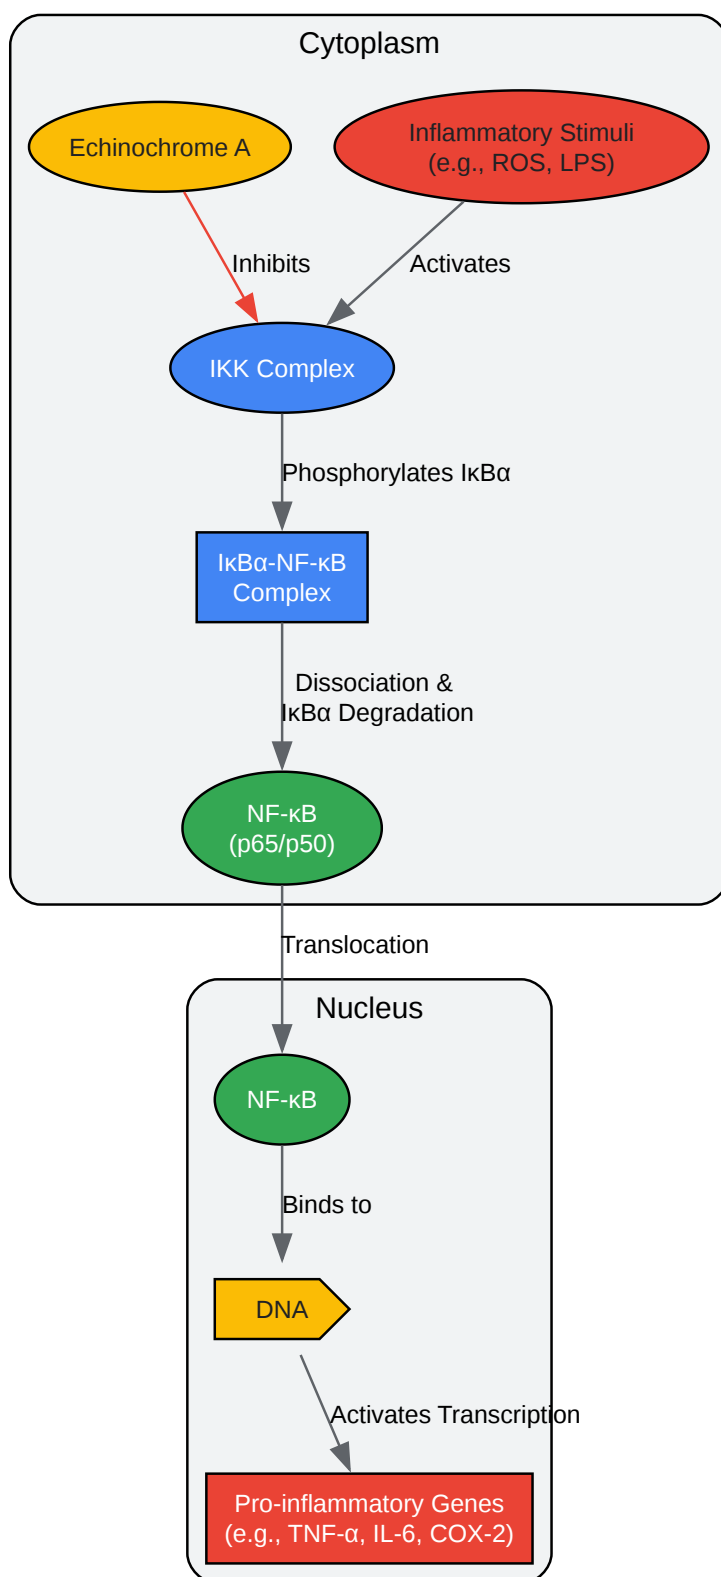 Cytoplasm
Echinochrome A
Inflammatory Stimuli
(e.g., ROS, LPS)
Inhibits
Activates
IKK Complex
Phosphorylates IκBα
IκBα-NF-κB
Complex
Dissociation &
IκBα Degradation
NF-κB
(p65/p50)
Translocation
Nucleus
NF-κB
Binds to
DNA
Activates Transcription
Pro-inflammatory Genes
(e.g., TNF-α, IL-6, COX-2)